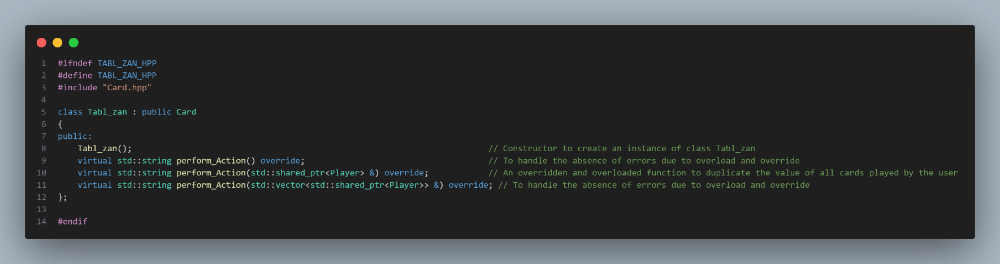 1 #ifndef TABL_ZAN_HPP
2 #define TABL_ZAN_HPP
3 #include "Card.hpp"
4
5 class Tabl_zan : public Card
6 {
7 public:
8     Tabl_zan();                                                                        // Constructor to create an instance of class Tabl_zan
9     virtual std::string perform_Action() override;                                     // To handle the absence of errors due to overload and override
10     virtual std::string perform_Action(std::shared_ptr<Player> &) override;            // An overridden and overloaded function to duplicate the value of all cards played by the user
11     virtual std::string perform_Action(std::vector<std::shared_ptr<Player>> &) override; // To handle the absence of errors due to overload and override
12 };
13
14 #endif